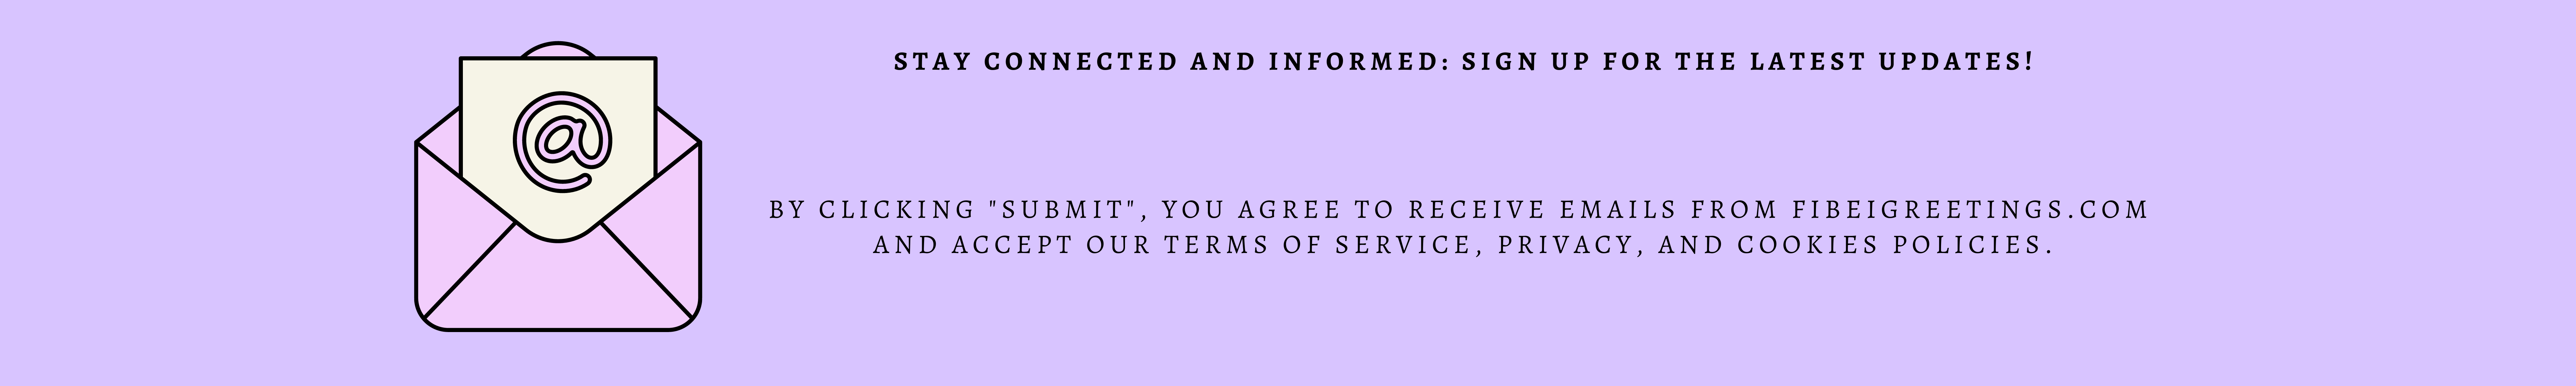 STAY CONNECTED AND INFORMED: SIGN UP FOR THE LATEST UPDATES!
@
BY CLICKING "SUBMIT", YOU AGREE TO RECEIVE EMAILS FROM FIBEIGREETINGS.COM
AND ACCEPT OUR TERMS OF SERVICE, PRIVACY, AND COOKIES POLICIES.